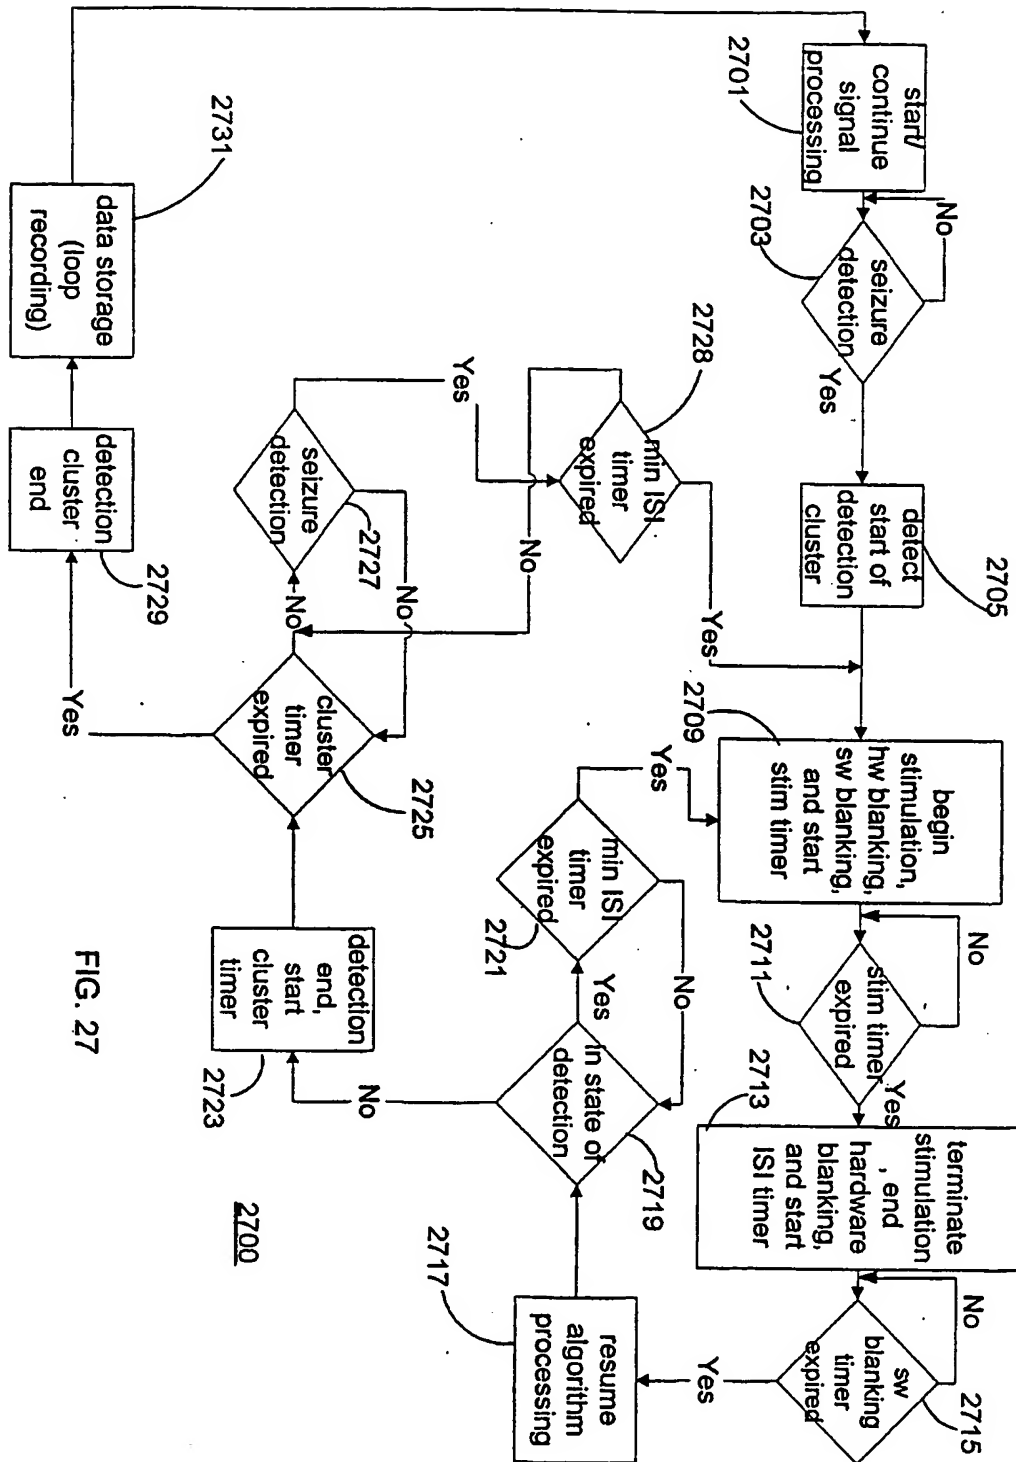 start/
continue
signal
processing
2701
No
seizure
detection
2703
Yes
detect
start of
detection
cluster
2705
begin
stimulation,
hw blanking,
sw blanking,
and start
stim timer
2709
No
stim timer
expired
2711
Yes
terminate
stimulation
, end
hardware
blanking,
and start
ISI timer
2713
No
sw
blanking
timer
expired
2715
Yes
resume
algorithm
processing
2717
in state of
detection
2719
Yes
min ISI
timer
expired
2721
No
Yes
No
detection
end,
start
cluster
timer
2723
cluster
timer
expired
2725
No
seizure
detection
2727
No
Yes
min ISI
timer
expired
2728
No
Yes
Yes
detection
cluster
end
2729
data storage
(loop
recording)
2731
2700
FIG. 27